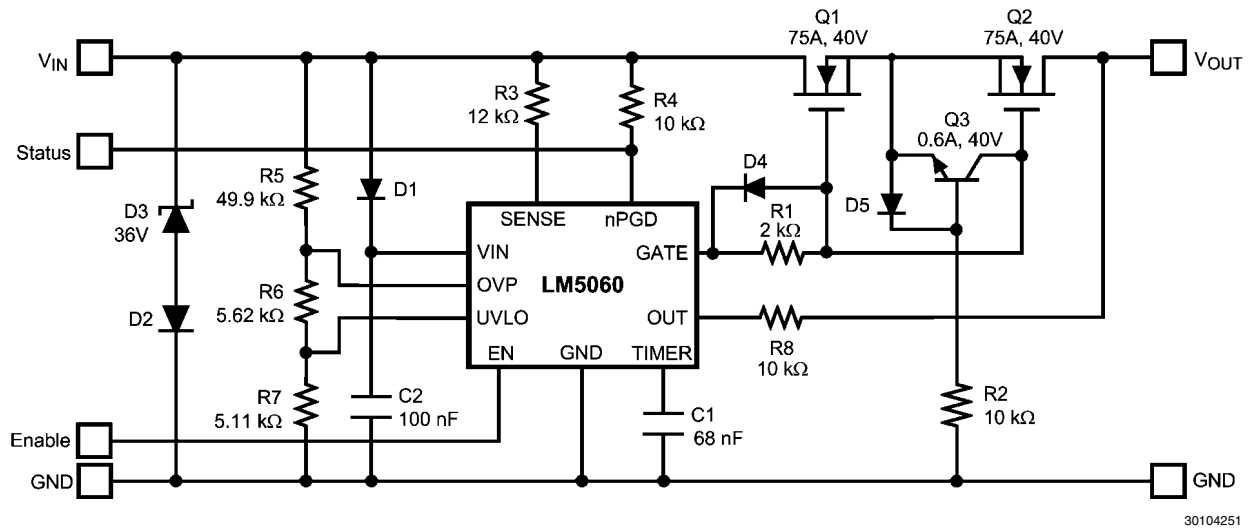 Q1
75A, 40V
Q2
75A, 40V
VIN
VOUT
R3
12 kΩ
R4
10 kΩ
Q3
0.6A, 40V
Status
R5
49.9 kΩ
D1
D4
D5
D3
36V
SENSE
nPGD
R1
2 kΩ
VIN
GATE
LM5060
OVP
R6
5.62 kΩ
D2
UVLO
OUT
EN
GND
TIMER
R8
10 kΩ
R7
5.11 kΩ
C2
100 nF
C1
68 nF
R2
10 kΩ
Enable
GND
GND
30104251